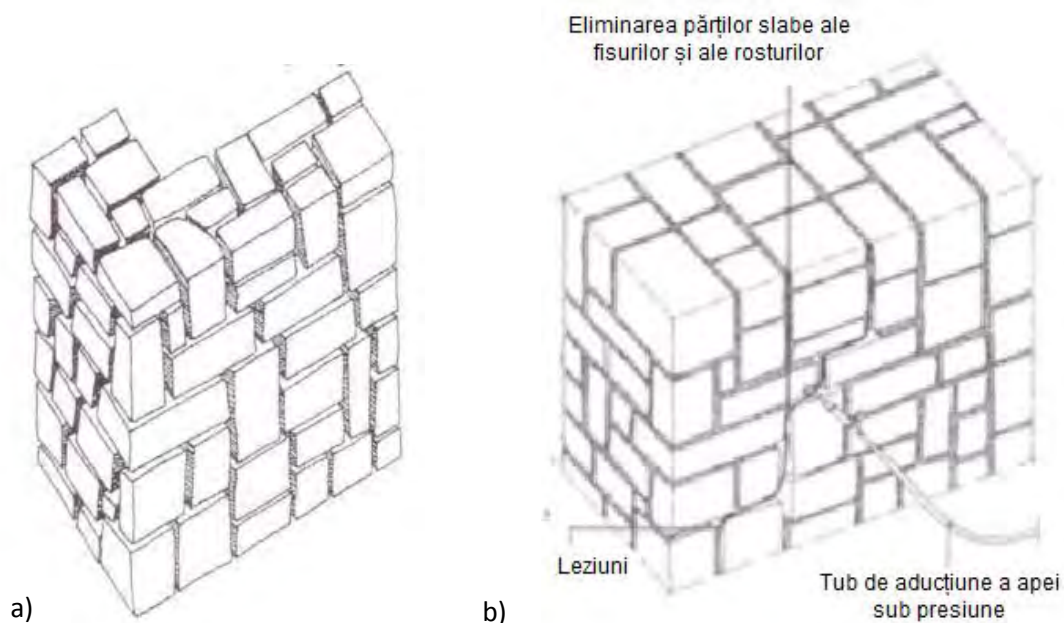 Eliminarea părților slabe ale
fisurilor și ale rosturilor
Leziuni
Tub de aducțiune a apei
sub presiune
a)
b)